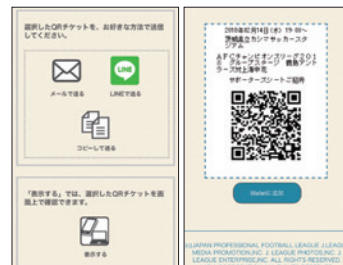 選択したQRチケットを、お好きな方法で送信
してください。
メールで送る
LINE
LINEで送る
コピーして送る
「表示する」では、選択したQRチケットを画
面上で確認できます。
表示する
2018年02月14日(水) 19:00~
茨城県立カシマサッカースタ
ジアム
AFCチャンピオンズリーグ201
8 グループステージ 鹿島アント
ラーズ対上海申花
サポーターズシートご招待
Walletに追加
(c)JAPAN PROFESSIONAL FOOTBALL LEAGUE J.LEAGUE
MEDIA PROMOTION,INC. J. LEAGUE PHOTOS,INC. J.
LEAGUE ENTERPRISE,INC. ALL RIGHTS RESERVED.